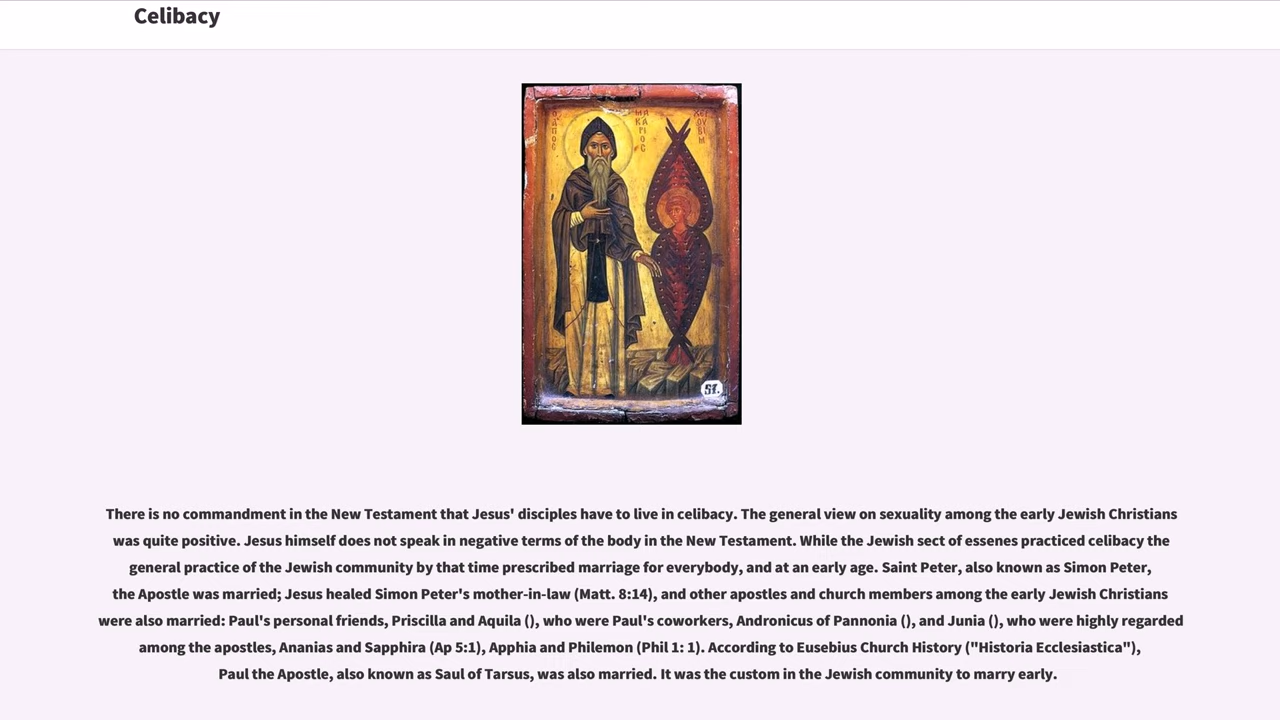 Celibacy
Ο ΑΓΙΟΣ
ΜΑΚΑΡΙΟΣ
51.
There is no commandment in the New Testament that Jesus' disciples have to live in celibacy. The general view on sexuality among the early Jewish Christians
was quite positive. Jesus himself does not speak in negative terms of the body in the New Testament. While the Jewish sect of essenes practiced celibacy the
general practice of the Jewish community by that time prescribed marriage for everybody, and at an early age. Saint Peter, also known as Simon Peter,
the Apostle was married; Jesus healed Simon Peter's mother-in-law (Matt. 8:14), and other apostles and church members among the early Jewish Christians
were also married: Paul's personal friends, Priscilla and Aquila (), who were Paul's coworkers, Andronicus of Pannonia (), and Junia (), who were highly regarded
among the apostles, Ananias and Sapphira (Ap 5:1), Apphia and Philemon (Phil 1: 1). According to Eusebius Church History ("Historia Ecclesiastica"),
Paul the Apostle, also known as Saul of Tarsus, was also married. It was the custom in the Jewish community to marry early.